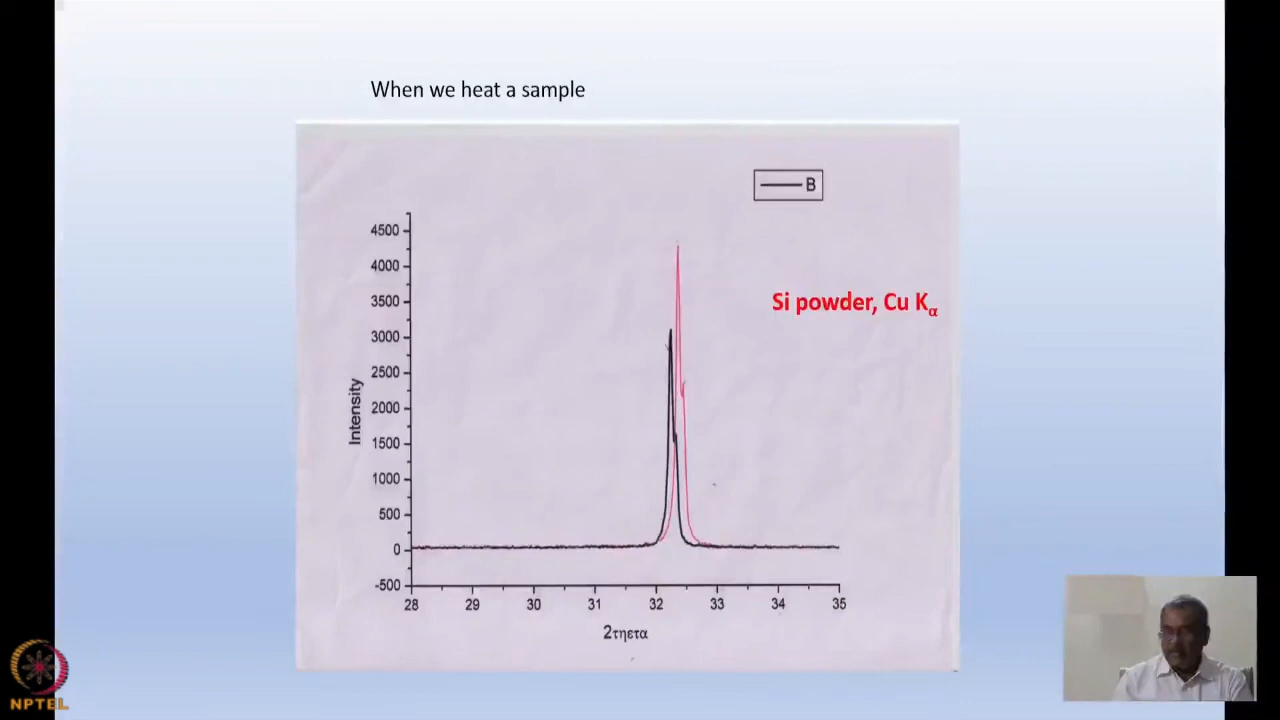 When we heat a sample
B
4500
4000
3500
3000
2500
2000
1500
1000
500
0
-500
Intensity
Si powder, Cu Kα
28 29 30 31 32 33 34 35
2τηετα
NPTEL